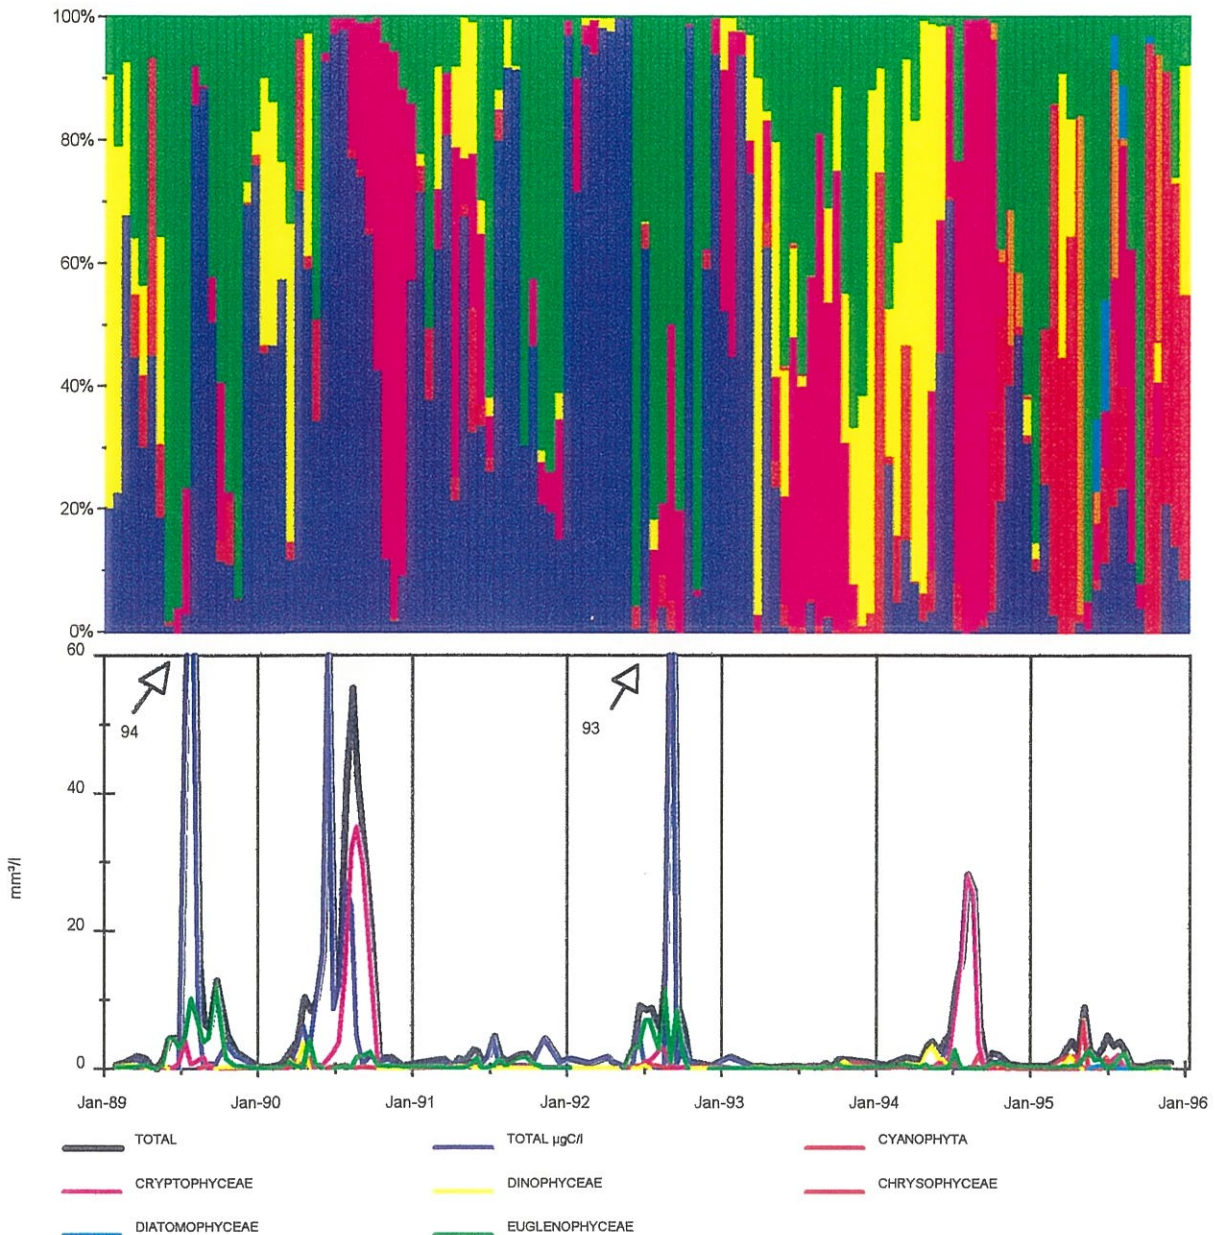 100%
80%
60%
40%
20%
0%
60
94
93
40
mm³/l
20
0
Jan-89 Jan-90 Jan-91 Jan-92 Jan-93 Jan-94 Jan-95 Jan-96
TOTAL TOTAL µgC/l CYANOPHYTA
CRYPTOPHYCEAE DINOPHYCEAE CHRYSOPHYCEAE
DIATOMOPHYCEAE EUGLENOPHYCEAE